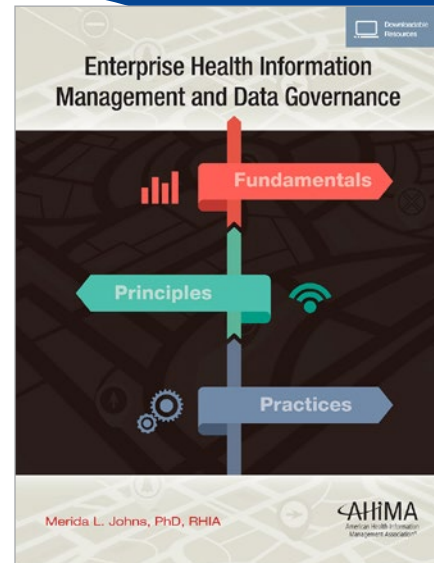 Downloadable
Resources
Enterprise Health Information
Management and Data Governance
Fundamentals
Principles
Practices
Merida L. Johns, PhD, RHIA
AHiMA
American Health Information
Management Association®